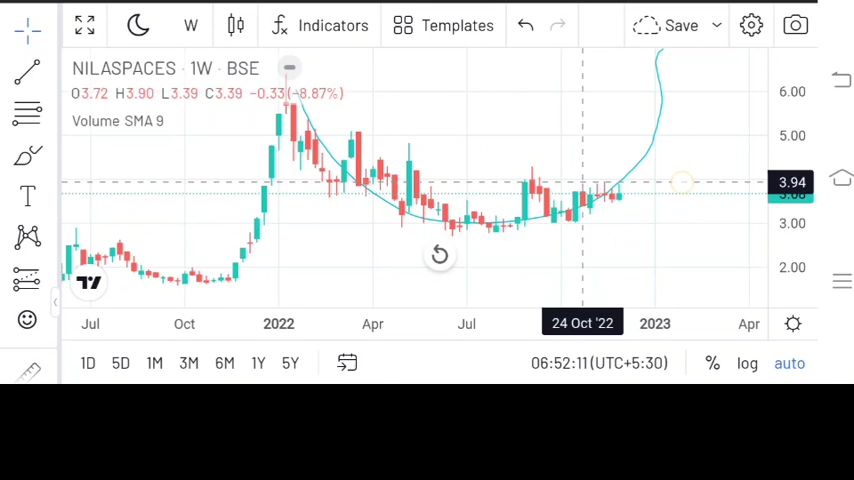 W Indicators Templates Save
NILASPACES · 1W · BSE
O3.72 H3.90 L3.39 C3.39 −0.33 (−8.87%)
Volume SMA 9
6.00
5.00
3.94
3.00
2.00
Jul Oct 2022 Apr Jul 24 Oct '22 2023 Apr
1D 5D 1M 3M 6M 1Y 5Y 06:52:11 (UTC+5:30) % log auto